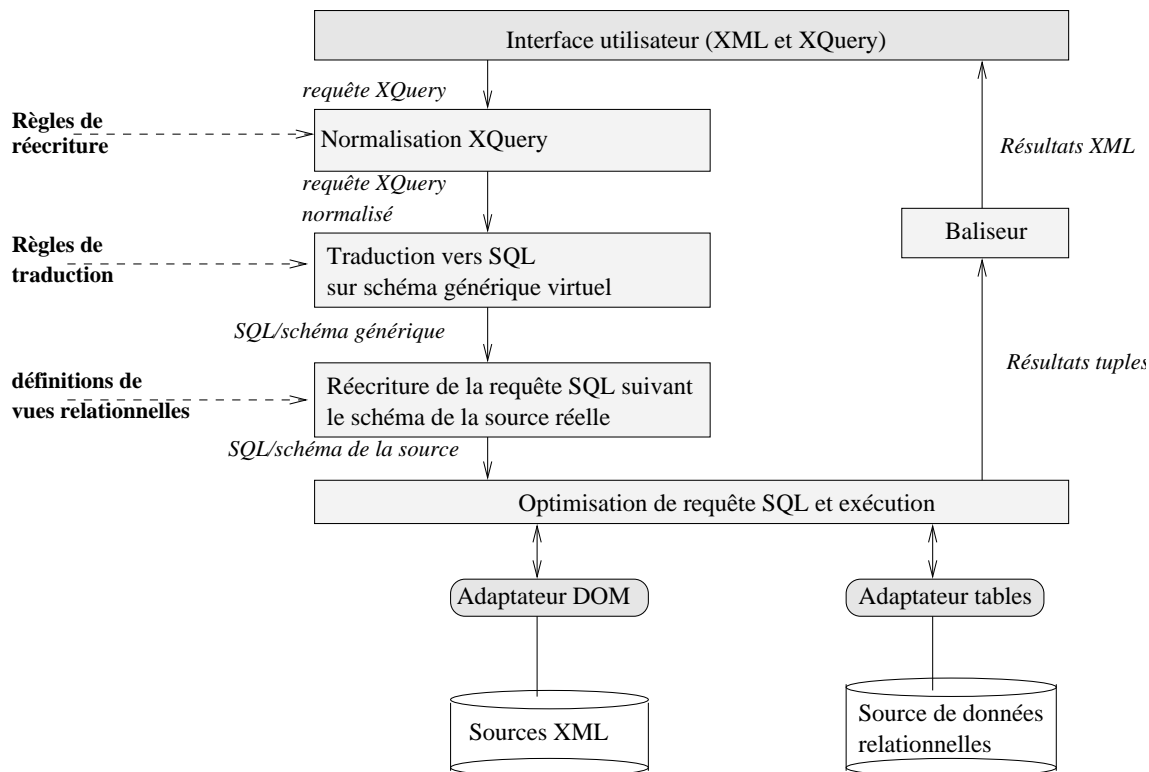 Interface utilisateur (XML et XQuery)
requête XQuery
Règles de
réecriture
Normalisation XQuery
Résultats XML
requête XQuery
normalisé
Baliseur
Règles de
traduction
Traduction vers SQL
sur schéma générique virtuel
SQL/schéma générique
Résultats tuples
définitions de
vues relationnelles
Réecriture de la requête SQL suivant
le schéma de la source réelle
SQL/schéma de la source
Optimisation de requête SQL et exécution
Adaptateur DOM
Adaptateur tables
Sources XML
Source de données
relationnelles